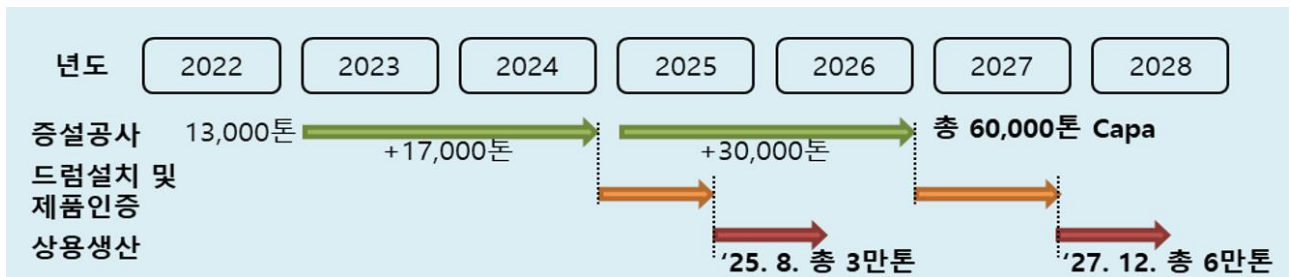 년도 2022 2023 2024 2025 2026 2027 2028
증설공사 13,000톤 +17,000톤 +30,000톤 총 60,000톤 Capa
드럼설치 및
제품인증
상용생산 ‘25. 8. 총 3만톤 ‘27. 12. 총 6만톤